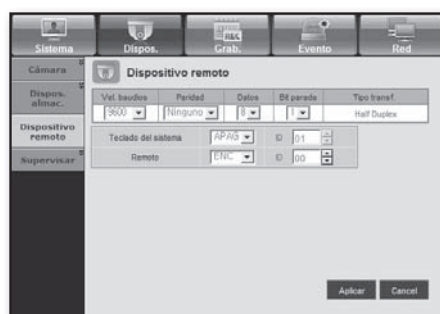 Sistema Dispos. Grab. Evento Red
REC
Cámara
Dispos.
almac.
Dispositivo
remoto
Supervisar
Dispositivo remoto
Vel. baudios Paridad Datos Bit parada Tipo transf.
9600 Ninguno 8 1 Half Duplex
Teclado del sistema APAG ID 01
Remoto ENC ID 00
Aplicar Cancel